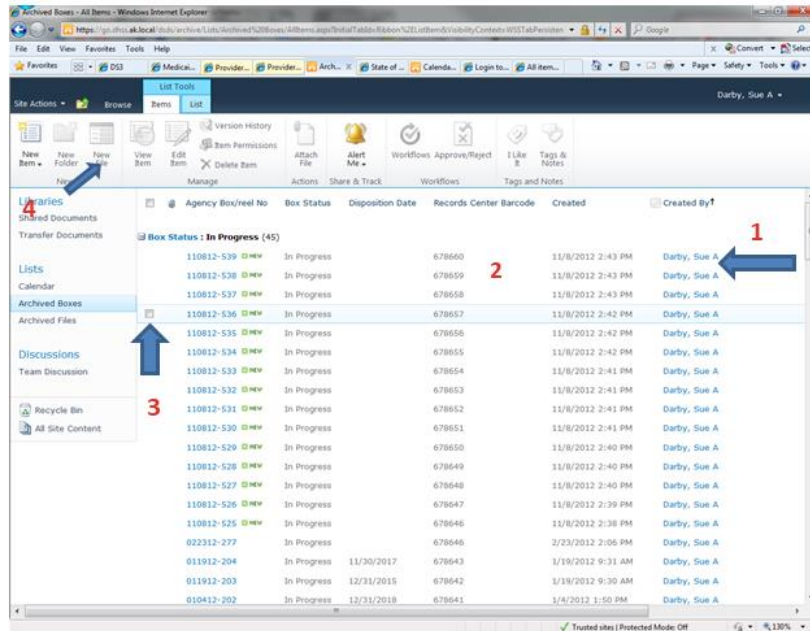 Archived Boxes - All Items - Windows Internet Explorer
Google
File Edit View Favorites Tools Help
Convert Select
Favorites DS3 Medicai... Provider... Provider... Arch... X State of ... Calenda... Login to... All item... Page Safety Tools
List Tools
Site Actions Browse Items List Darby, Sue A
New Item New Folder New File View Item Edit Item Version History Item Permissions Delete Item Attach File Alert Me Workflows Approve/Reject I Like It Tags & Notes
Manage Actions Share & Track Workflows Tags and Notes
4
Libraries
Shared Documents
Transfer Documents
Lists
Calendar
Archived Boxes
Archived Files
Discussions
Team Discussion
Recycle Bin
All Site Content
Agency Box/reel No Box Status Disposition Date Records Center Barcode Created Created By
1
Box Status : In Progress (45)
110812-539 NEW In Progress 678660 11/8/2012 2:43 PM Darby, Sue A
2
110812-538 NEW In Progress 678659 11/8/2012 2:43 PM Darby, Sue A
110812-537 NEW In Progress 678658 11/8/2012 2:43 PM Darby, Sue A
110812-536 NEW In Progress 678657 11/8/2012 2:42 PM Darby, Sue A
110812-535 NEW In Progress 678656 11/8/2012 2:42 PM Darby, Sue A
110812-534 NEW In Progress 678655 11/8/2012 2:42 PM Darby, Sue A
110812-533 NEW In Progress 678654 11/8/2012 2:41 PM Darby, Sue A
110812-532 NEW In Progress 678653 11/8/2012 2:41 PM Darby, Sue A
3
110812-531 NEW In Progress 678652 11/8/2012 2:41 PM Darby, Sue A
110812-530 NEW In Progress 678651 11/8/2012 2:41 PM Darby, Sue A
110812-529 NEW In Progress 678650 11/8/2012 2:40 PM Darby, Sue A
110812-528 NEW In Progress 678649 11/8/2012 2:40 PM Darby, Sue A
110812-527 NEW In Progress 678648 11/8/2012 2:40 PM Darby, Sue A
110812-526 NEW In Progress 678647 11/8/2012 2:39 PM Darby, Sue A
110812-525 NEW In Progress 678646 11/8/2012 2:38 PM Darby, Sue A
022312-277 In Progress 678646 2/23/2012 2:06 PM Darby, Sue A
011912-204 In Progress 11/30/2017 678643 1/19/2012 9:31 AM Darby, Sue A
011912-203 In Progress 12/31/2015 678642 1/19/2012 9:30 AM Darby, Sue A
010412-202 In Progress 12/31/2018 678641 1/4/2012 1:50 PM Darby, Sue A
Trusted sites | Protected Mode: Off 130%